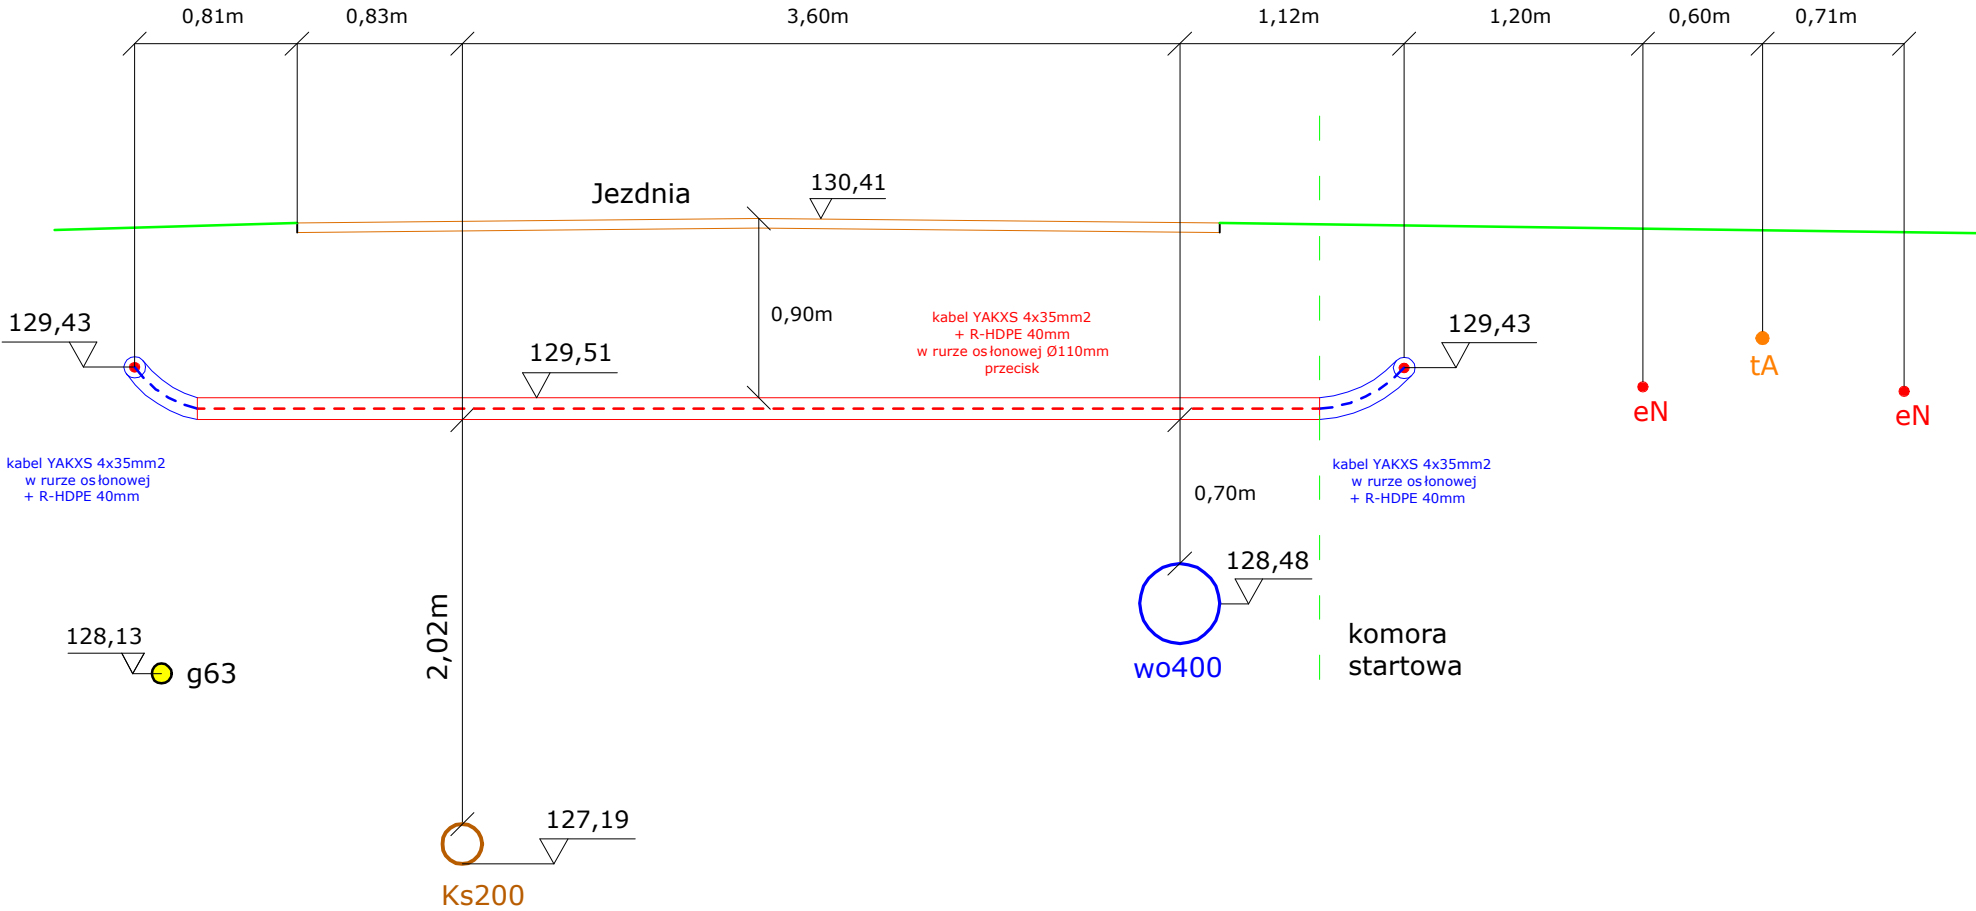 0,81m
0,83m
3,60m
1,12m
1,20m
0,60m
0,71m
Jezdnia
130,41
129,43
129,51
0,90m
kabel YAKXS 4x35mm2
+ R-HDPE 40mm
w rurze osłonowej Ø110mm
przecisk
129,43
tA
eN
eN
kabel YAKXS 4x35mm2
w rurze osłonowej
+ R-HDPE 40mm
0,70m
kabel YAKXS 4x35mm2
w rurze osłonowej
+ R-HDPE 40mm
128,48
2,02m
128,13
g63
wo400
komora
startowa
127,19
Ks200